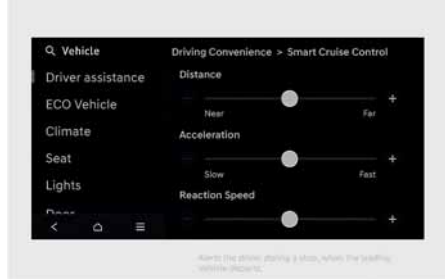 Vehicle
Driving Convenience > Smart Cruise Control
Driver assistance
ECO Vehicle
Climate
Seat
Lights
Door
Distance
Near Far
Acceleration
Slow Fast
Reaction Speed
Alerts the driver during a stop, when the leading
vehicle departs.